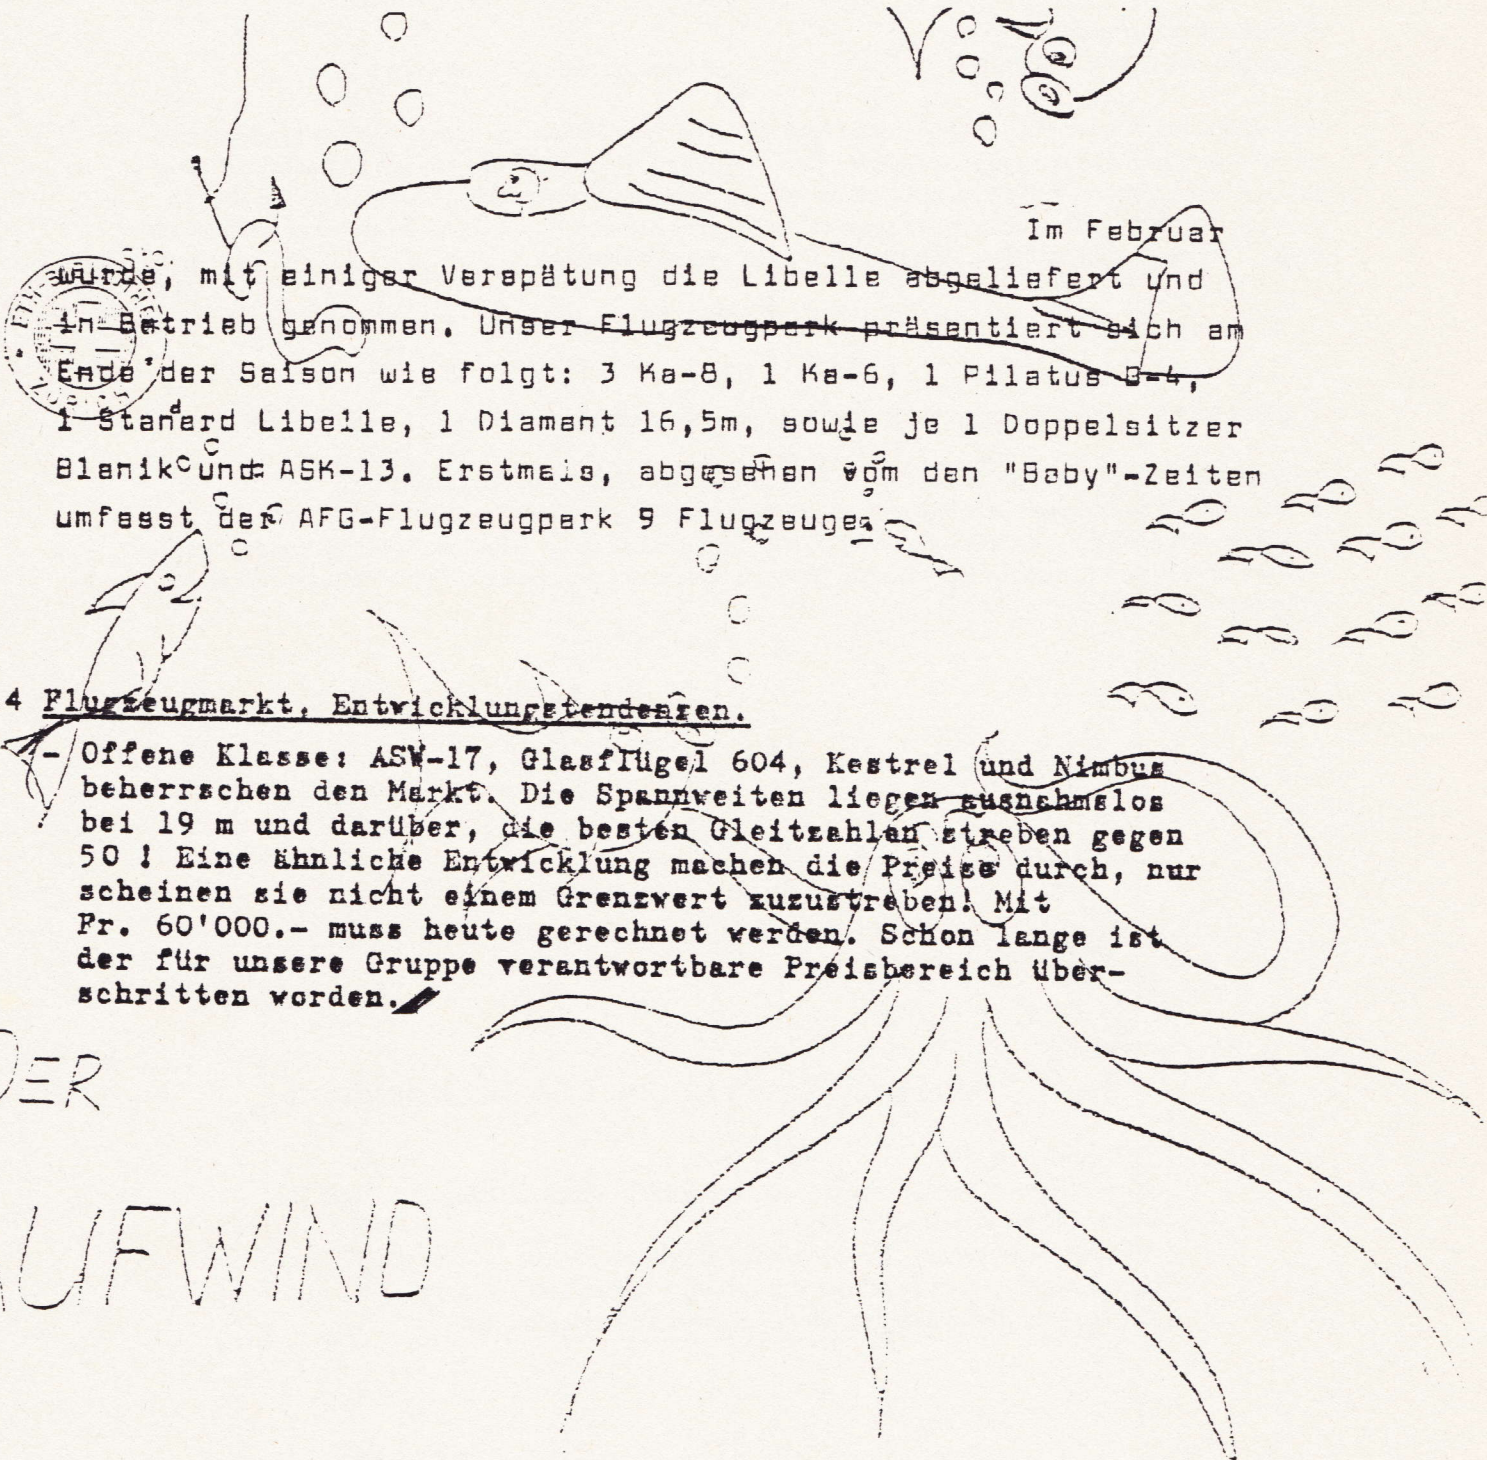 Im Februar
wurde, mit einiger Verspätung die Libelle abgeliefert und
in Betrieb genommen. Unser Flugzeugpark präsentiert sich am
Ende der Saison wie folgt: 3 Ka-8, 1 Ka-6, 1 Pilatus B-4,
1 Standard Libelle, 1 Diamant 16,5m, sowie je 1 Doppelsitzer
Blanik und ASK-13. Erstmals, abgesehen vom den "Baby"-Zeiten
umfasst der AFG-Flugzeugpark 9 Flugzeuge.
4 Flugzeugmarkt, Entwicklungstendenzen.
- Offene Klasse: ASW-17, Glasflügel 604, Kestrel und Nimbus
beherrschen den Markt. Die Spannweiten liegen ausnahmslos
bei 19 m und darüber, die besten Gleitzahlen streben gegen
50 ! Eine ähnliche Entwicklung machen die Preise durch, nur
scheinen sie nicht einem Grenzwert zuzustreben! Mit
Fr. 60'000.- muss heute gerechnet werden. Schon lange ist
der für unsere Gruppe verantwortbare Preisbereich über-
schritten worden.
DER
AUFWIND